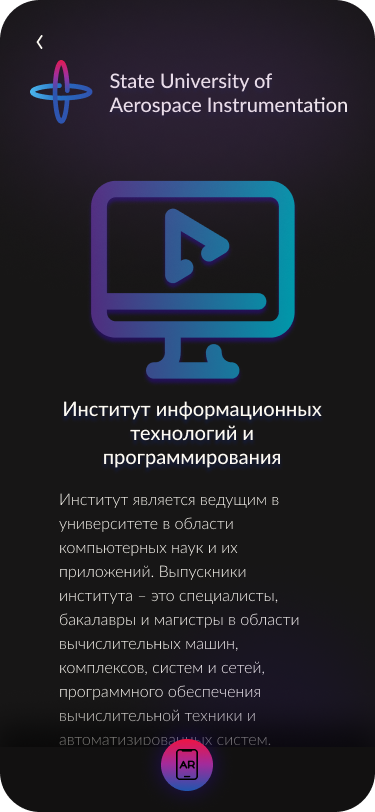 State University of
Aerospace Instrumentation
Институт информационных
технологий и
программирования
Институт является ведущим в
университете в области
компьютерных наук и их
приложений. Выпускники
института – это специалисты,
бакалавры и магистры в области
вычислительных машин,
комплексов, систем и сетей,
программного обеспечения
вычислительной техники и
автоматизированных систем.
AR